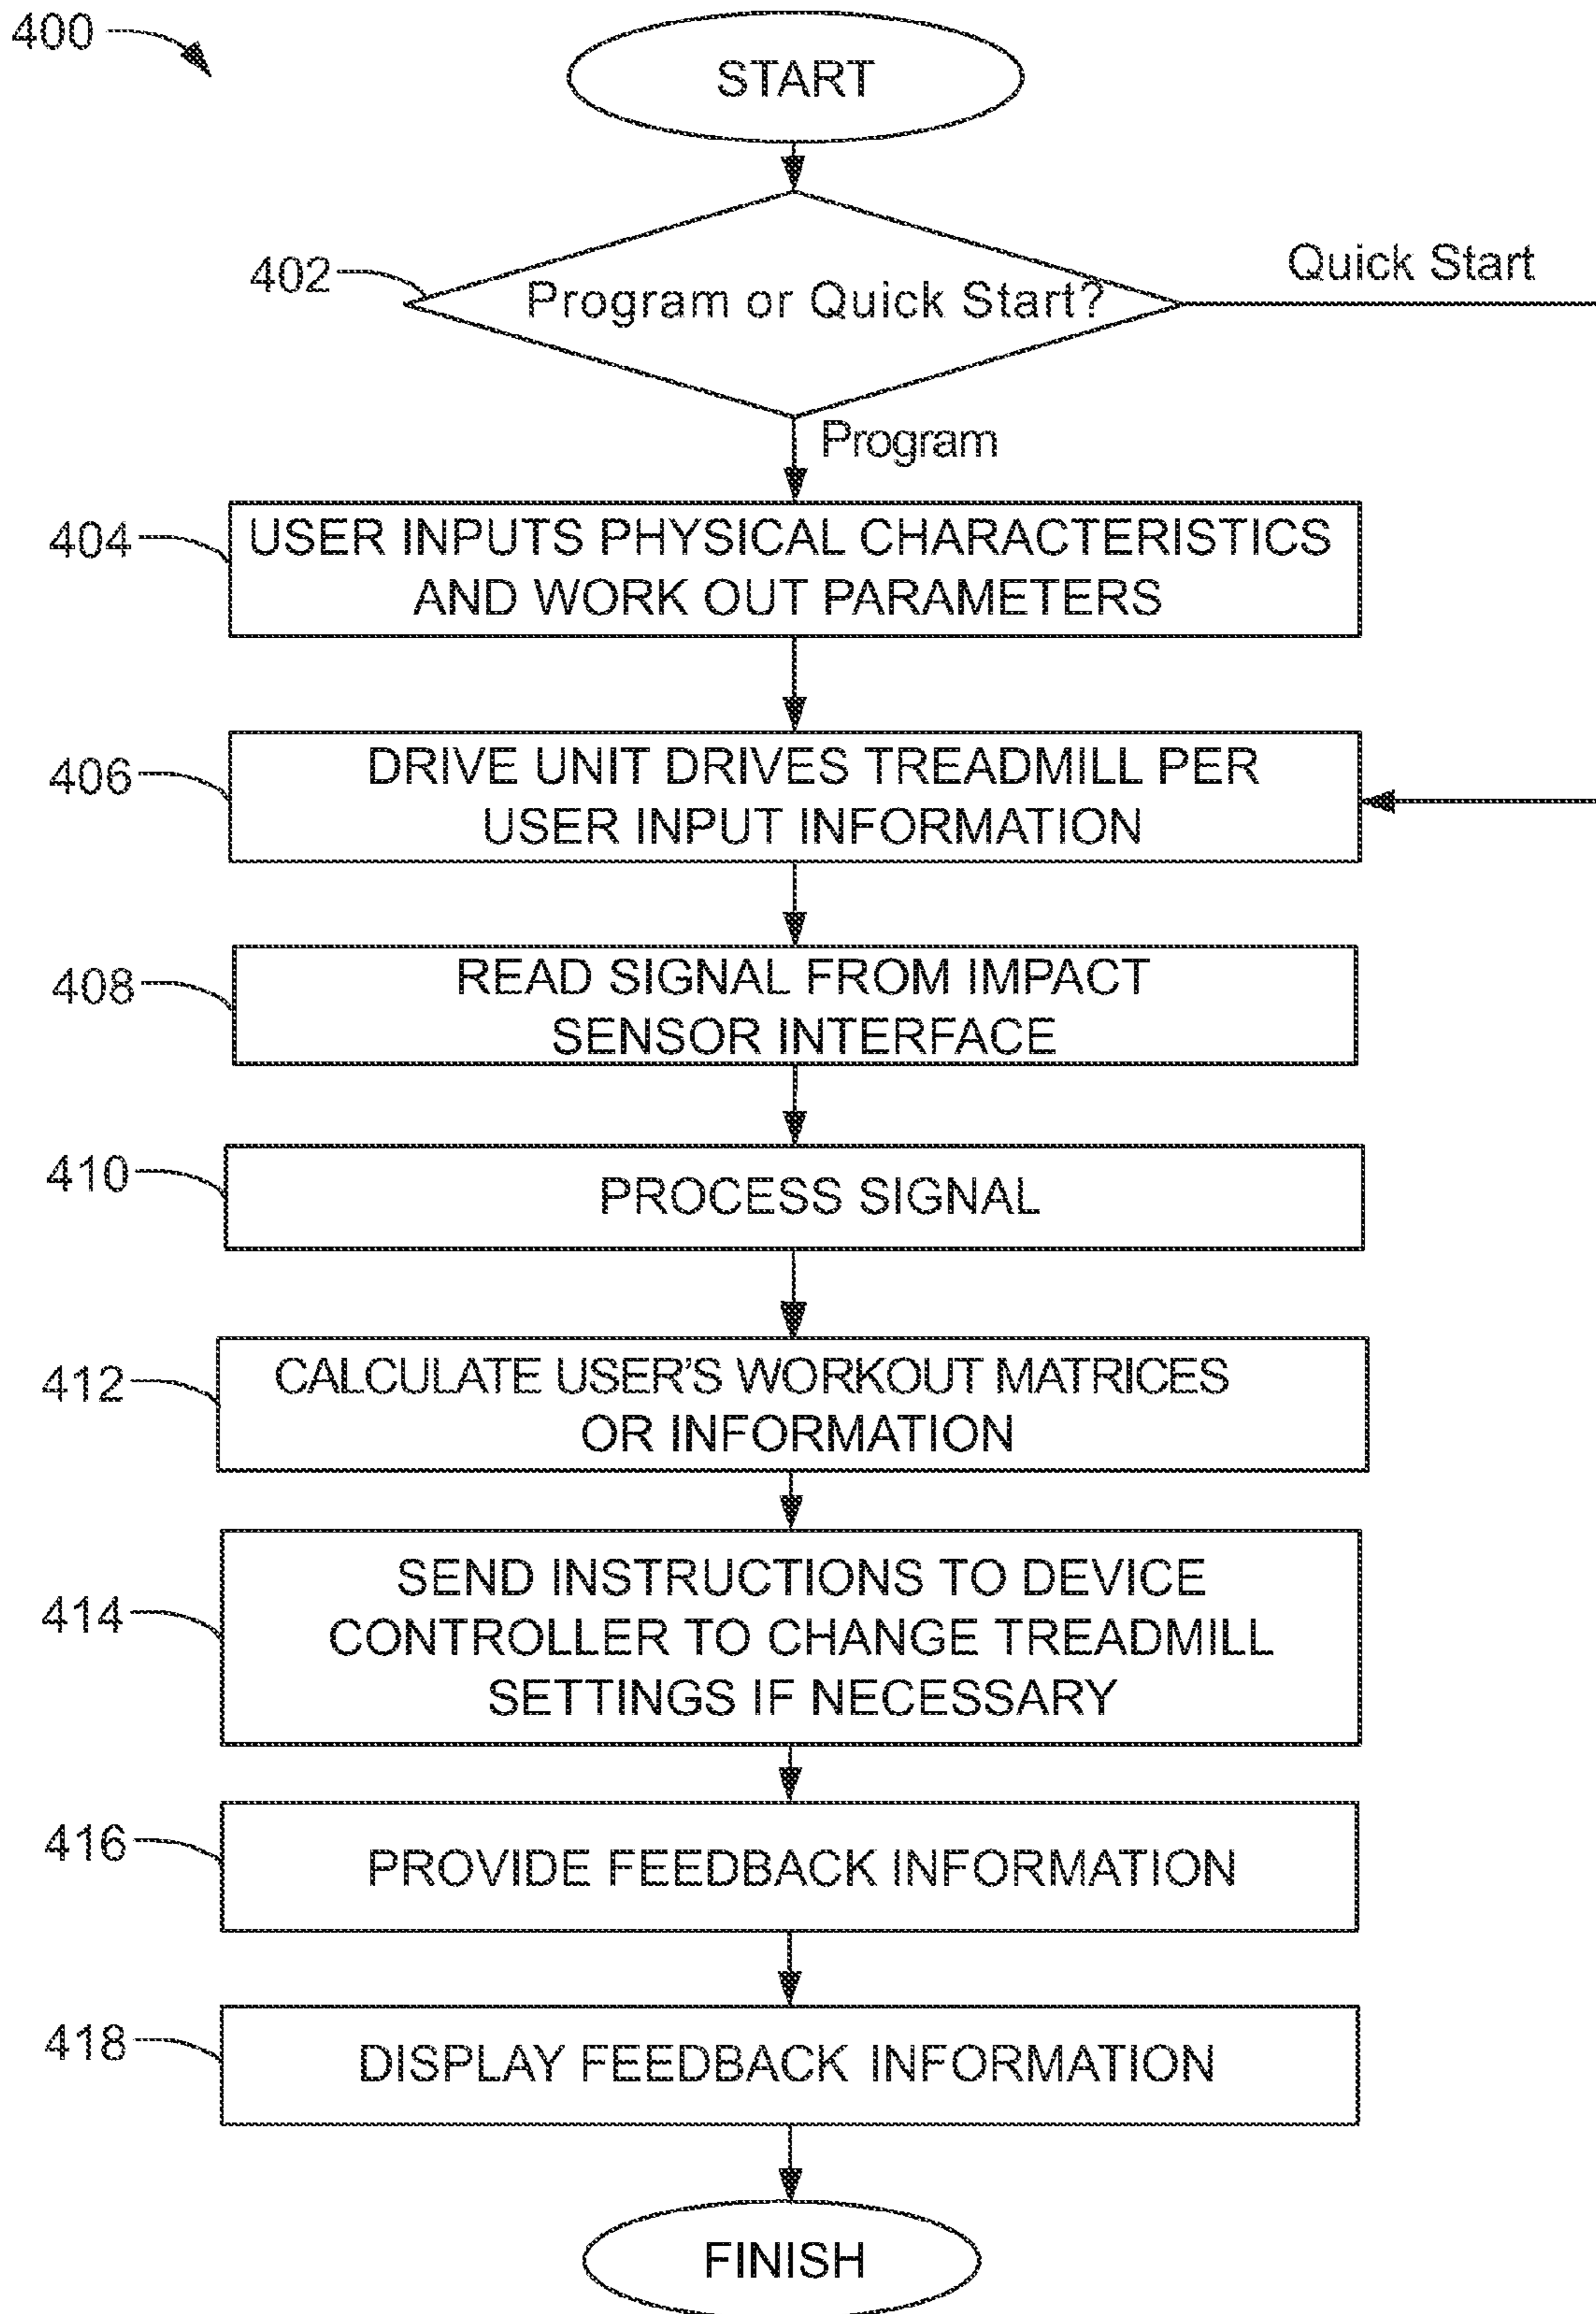 400
START
402
Program or Quick Start?
Quick Start
Program
404
USER INPUTS PHYSICAL CHARACTERISTICS
AND WORK OUT PARAMETERS
406
DRIVE UNIT DRIVES TREADMILL PER
USER INPUT INFORMATION
408
READ SIGNAL FROM IMPACT
SENSOR INTERFACE
410
PROCESS SIGNAL
412
CALCULATE USER'S WORKOUT MATRICES
OR INFORMATION
414
SEND INSTRUCTIONS TO DEVICE
CONTROLLER TO CHANGE TREADMILL
SETTINGS IF NECESSARY
416
PROVIDE FEEDBACK INFORMATION
418
DISPLAY FEEDBACK INFORMATION
FINISH